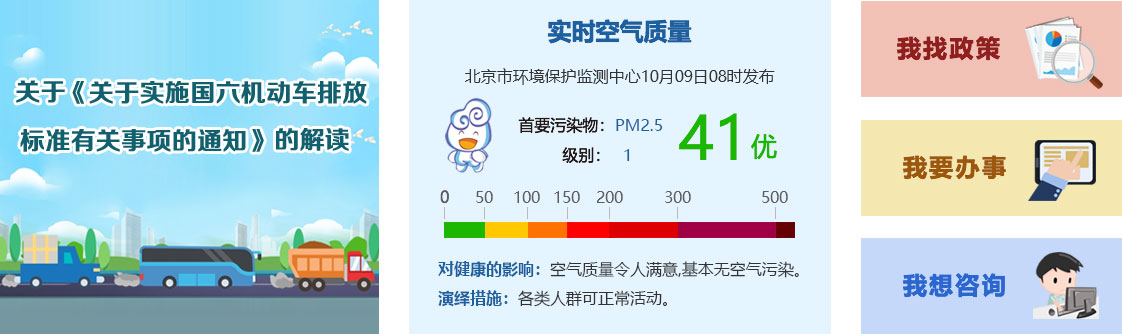 关于《关于实施国六机动车排放
标准有关事项的通知》的解读
实时空气质量
北京市环境保护监测中心10月09日08时发布
首要污染物：PM2.5
级别： 1
41优
0 50 100 150 200 300 500
对健康的影响：空气质量令人满意,基本无空气污染。
演绎措施：各类人群可正常活动。
我找政策
我要办事
我想咨询